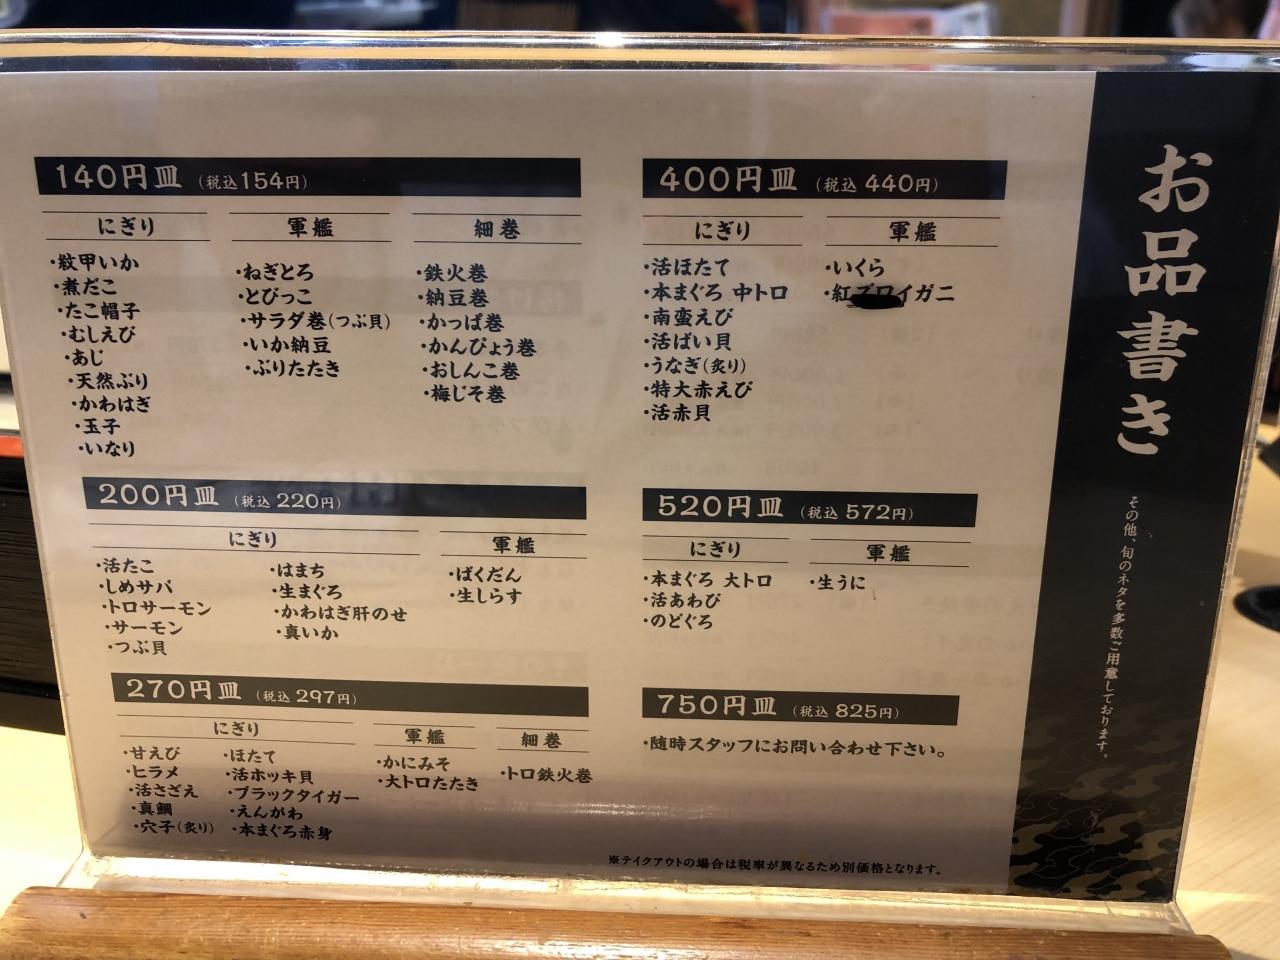 お品書き
その他、旬のネタを多数ご用意しております。
140円皿 (税込154円)
にぎり
・紋甲いか
・煮だこ
・たこ帽子
・むしえび
・あじ
・天然ぶり
・かわはぎ
・玉子
・いなり
軍艦
・ねぎとろ
・とびっこ
・サラダ巻(つぶ貝)
・いか納豆
・ぶりたたき
細巻
・鉄火巻
・納豆巻
・かっぱ巻
・かんぴょう巻
・おしんこ巻
・梅じそ巻
200円皿 (税込220円)
にぎり
・活たこ
・しめサバ
・トロサーモン
・サーモン
・つぶ貝
・はまち
・生まぐろ
・かわはぎ肝のせ
・真いか
軍艦
・ばくだん
・生しらす
270円皿 (税込297円)
にぎり
・甘えび
・ヒラメ
・活さざえ
・真鯛
・穴子(炙り)
・ほたて
・活ホッキ貝
・ブラックタイガー
・えんがわ
・本まぐろ赤身
軍艦
・かにみそ
・大トロたたき
細巻
・トロ鉄火巻
400円皿 (税込440円)
にぎり
・活ほたて
・本まぐろ 中トロ
・南蛮えび
・活ばい貝
・うなぎ(炙り)
・特大赤えび
・活赤貝
軍艦
・いくら
・紅ズワイガニ
520円皿 (税込572円)
にぎり
・本まぐろ 大トロ
・活あわび
・のどぐろ
軍艦
・生うに
750円皿 (税込825円)
・随時スタッフにお問い合わせ下さい。
※テイクアウトの場合は税率が異なるため別価格となります。